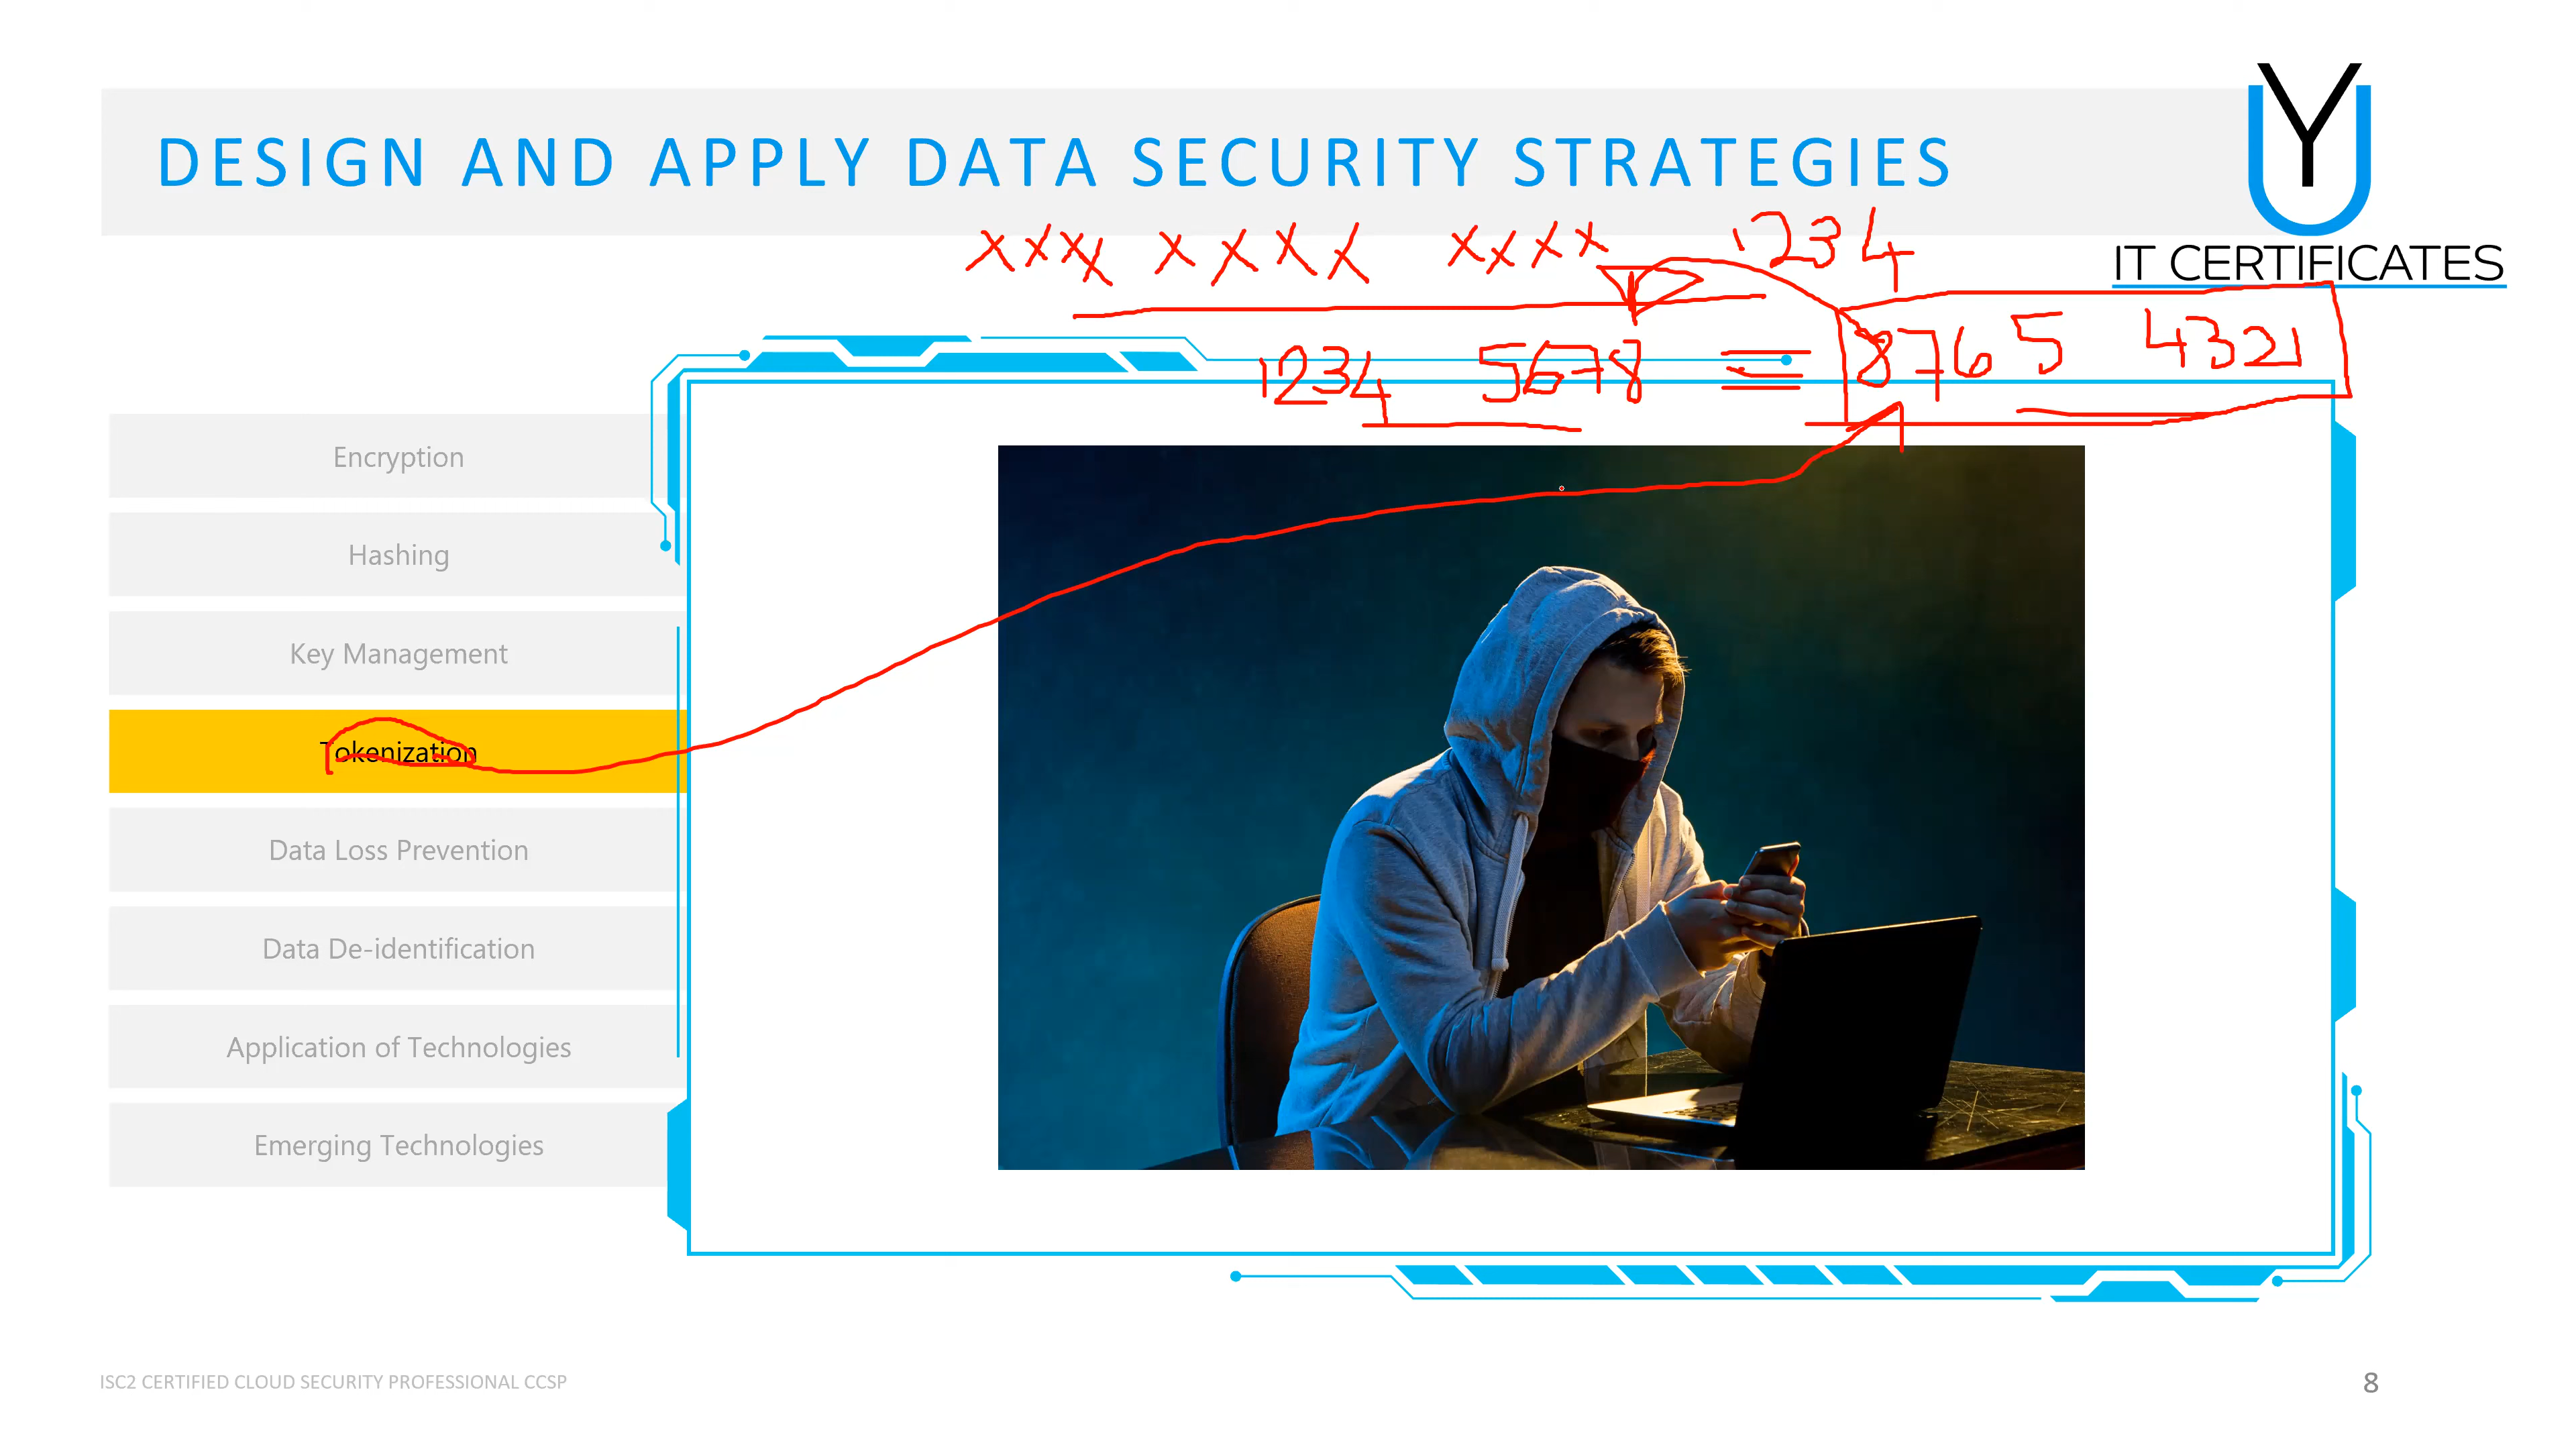 DESIGN AND APPLY DATA SECURITY STRATEGIES
Y
IT CERTIFICATES
xxxx xxxx xxxx 1234
1234 5678 = 8765 4321
Encryption
Hashing
Key Management
Tokenization
Data Loss Prevention
Data De-identification
Application of Technologies
Emerging Technologies
ISC2 CERTIFIED CLOUD SECURITY PROFESSIONAL CCSP
8